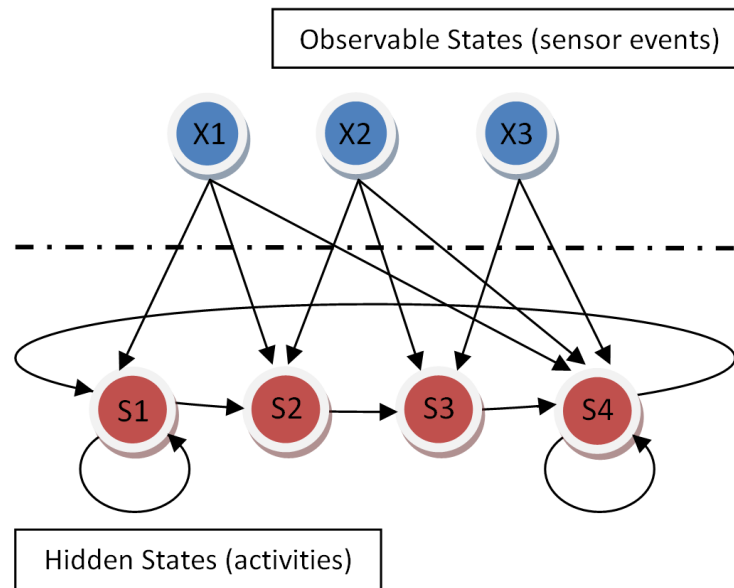 Observable States (sensor events)
X1 X2 X3
S1 S2 S3 S4
Hidden States (activities)